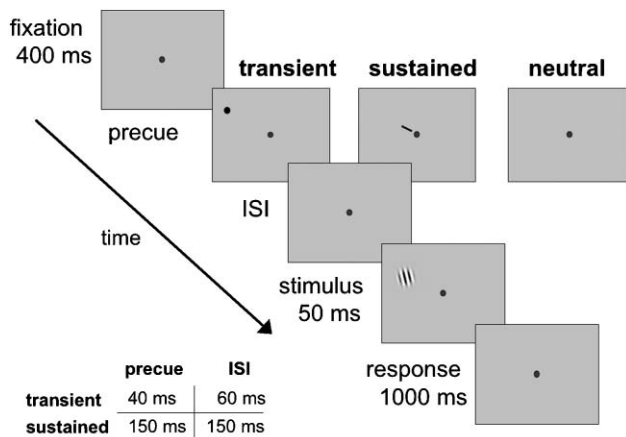 fixation
400 ms
transient
sustained
neutral
precue
ISI
time
stimulus
50 ms
response
1000 ms
precue ISI
transient 40 ms 60 ms
sustained 150 ms 150 ms